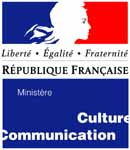 Liberté • Égalité • Fraternité
RÉPUBLIQUE FRANÇAISE
Ministère
Culture
Communication